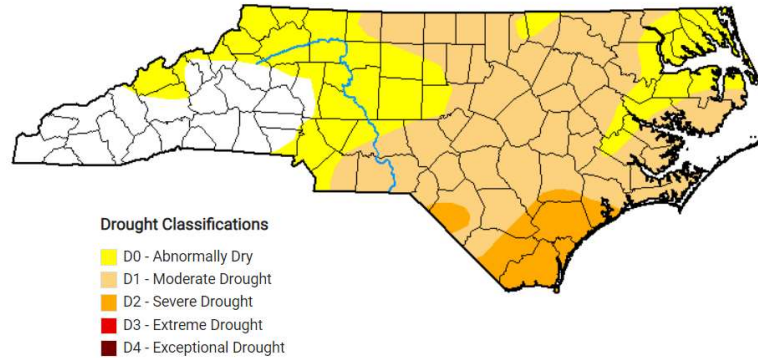 Drought Classifications
D0 - Abnormally Dry
D1 - Moderate Drought
D2 - Severe Drought
D3 - Extreme Drought
D4 - Exceptional Drought